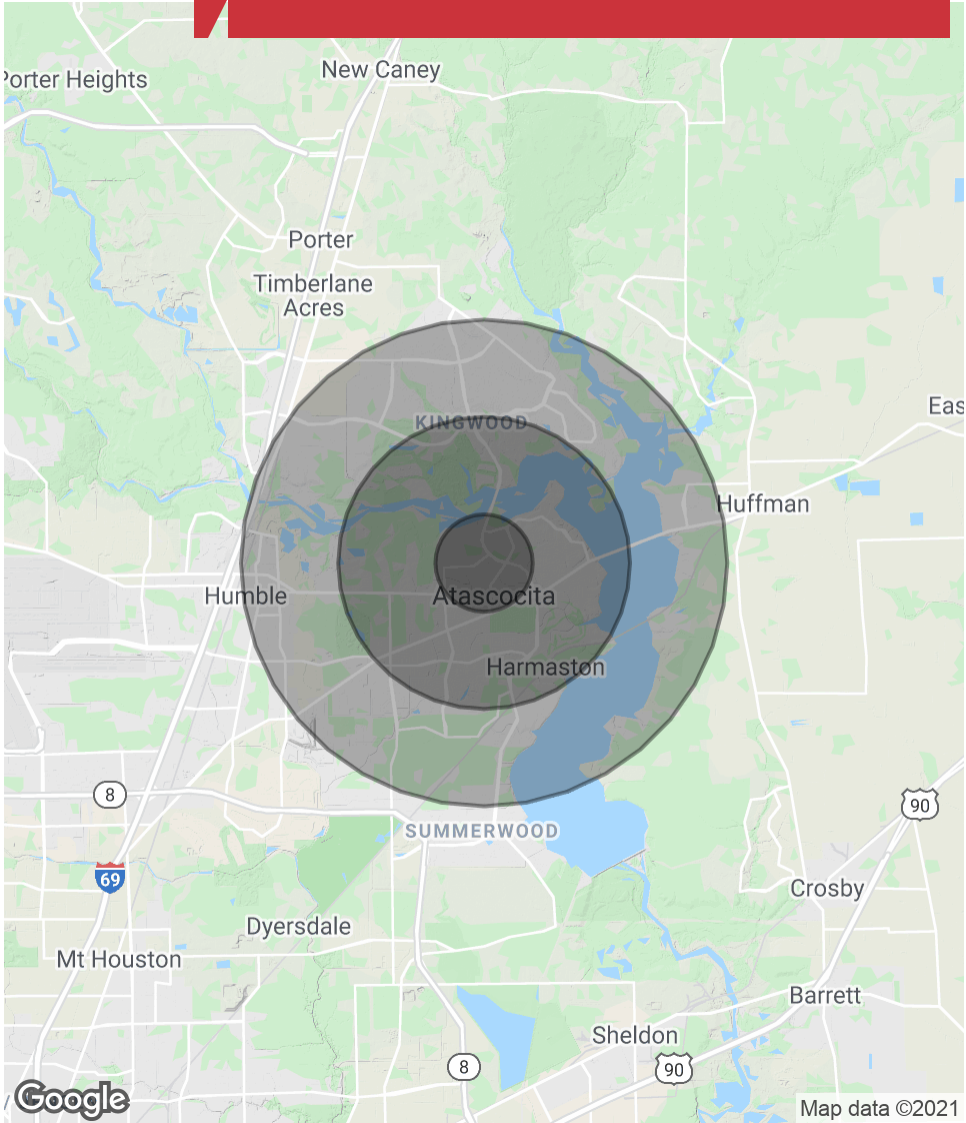 New Caney
Porter Heights
Porter
Timberlane
Acres
Eas
KINGWOOD
Huffman
Humble
Atascocita
Harmaston
8
90
SUMMERWOOD
69
Crosby
Dyersdale
Mt Houston
Barrett
Sheldon
8
90
Google
Map data ©2021